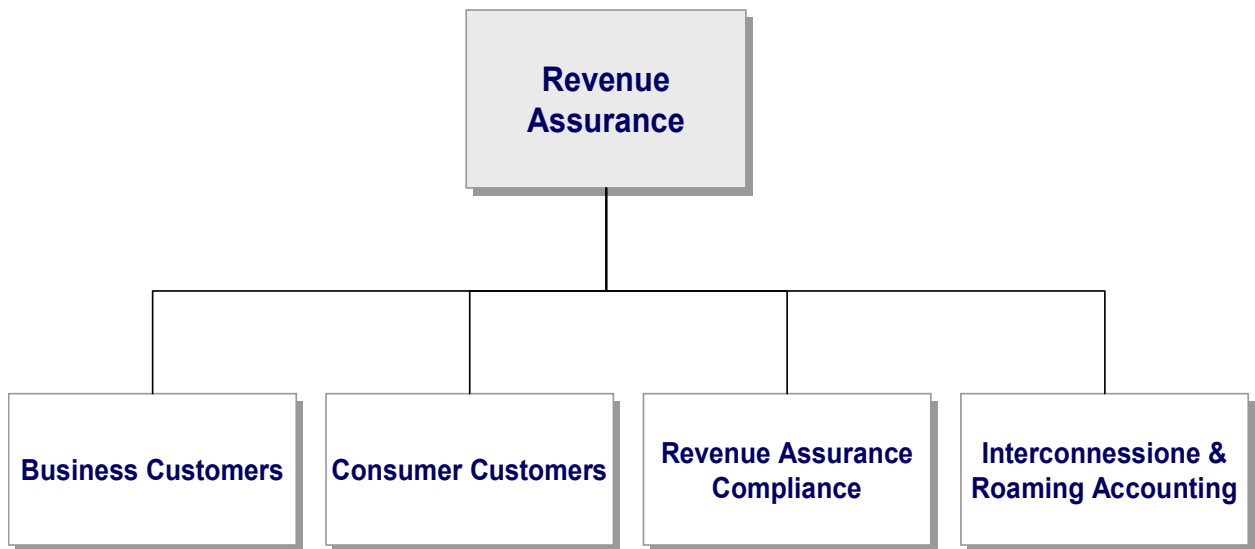 Revenue
Assurance
Business Customers
Consumer Customers
Revenue Assurance
Compliance
Interconnessione &
Roaming Accounting